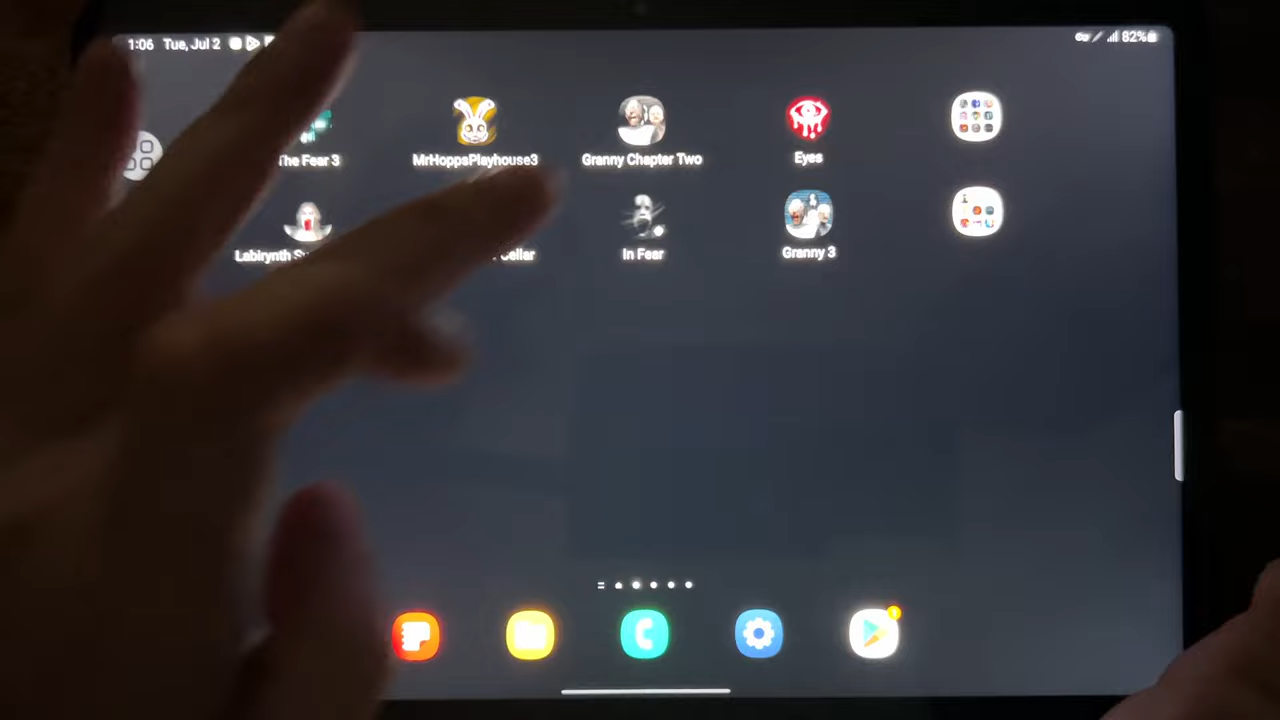 1:06 Tue, Jul 2
82%
The Fear 3
MrHoppsPlayhouse3
Granny Chapter Two
Eyes
Labirynth
In Fear
Granny 3